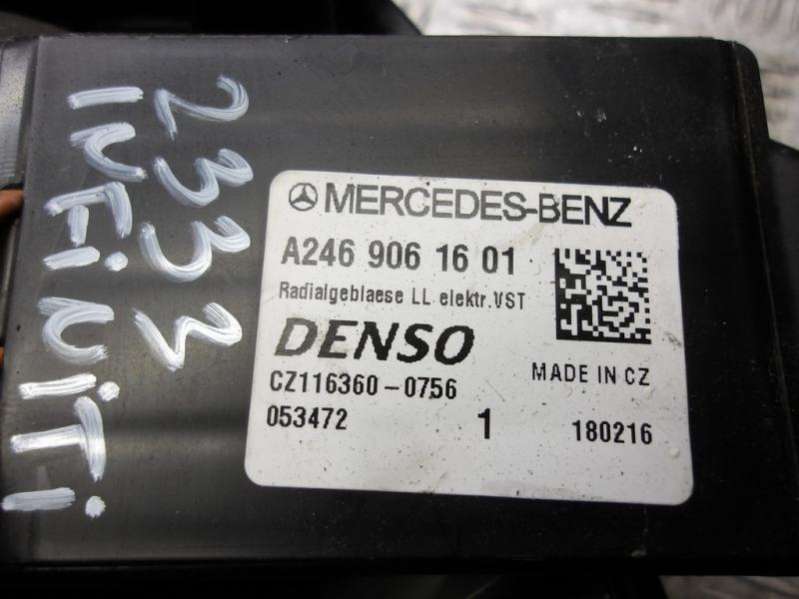 2333
INFiNiTi
MERCEDES-BENZ
A246 906 16 01
Radialgeblaese LL elektr.VST
DENSO
MADE IN CZ
CZ116360-0756
053472 1 180216